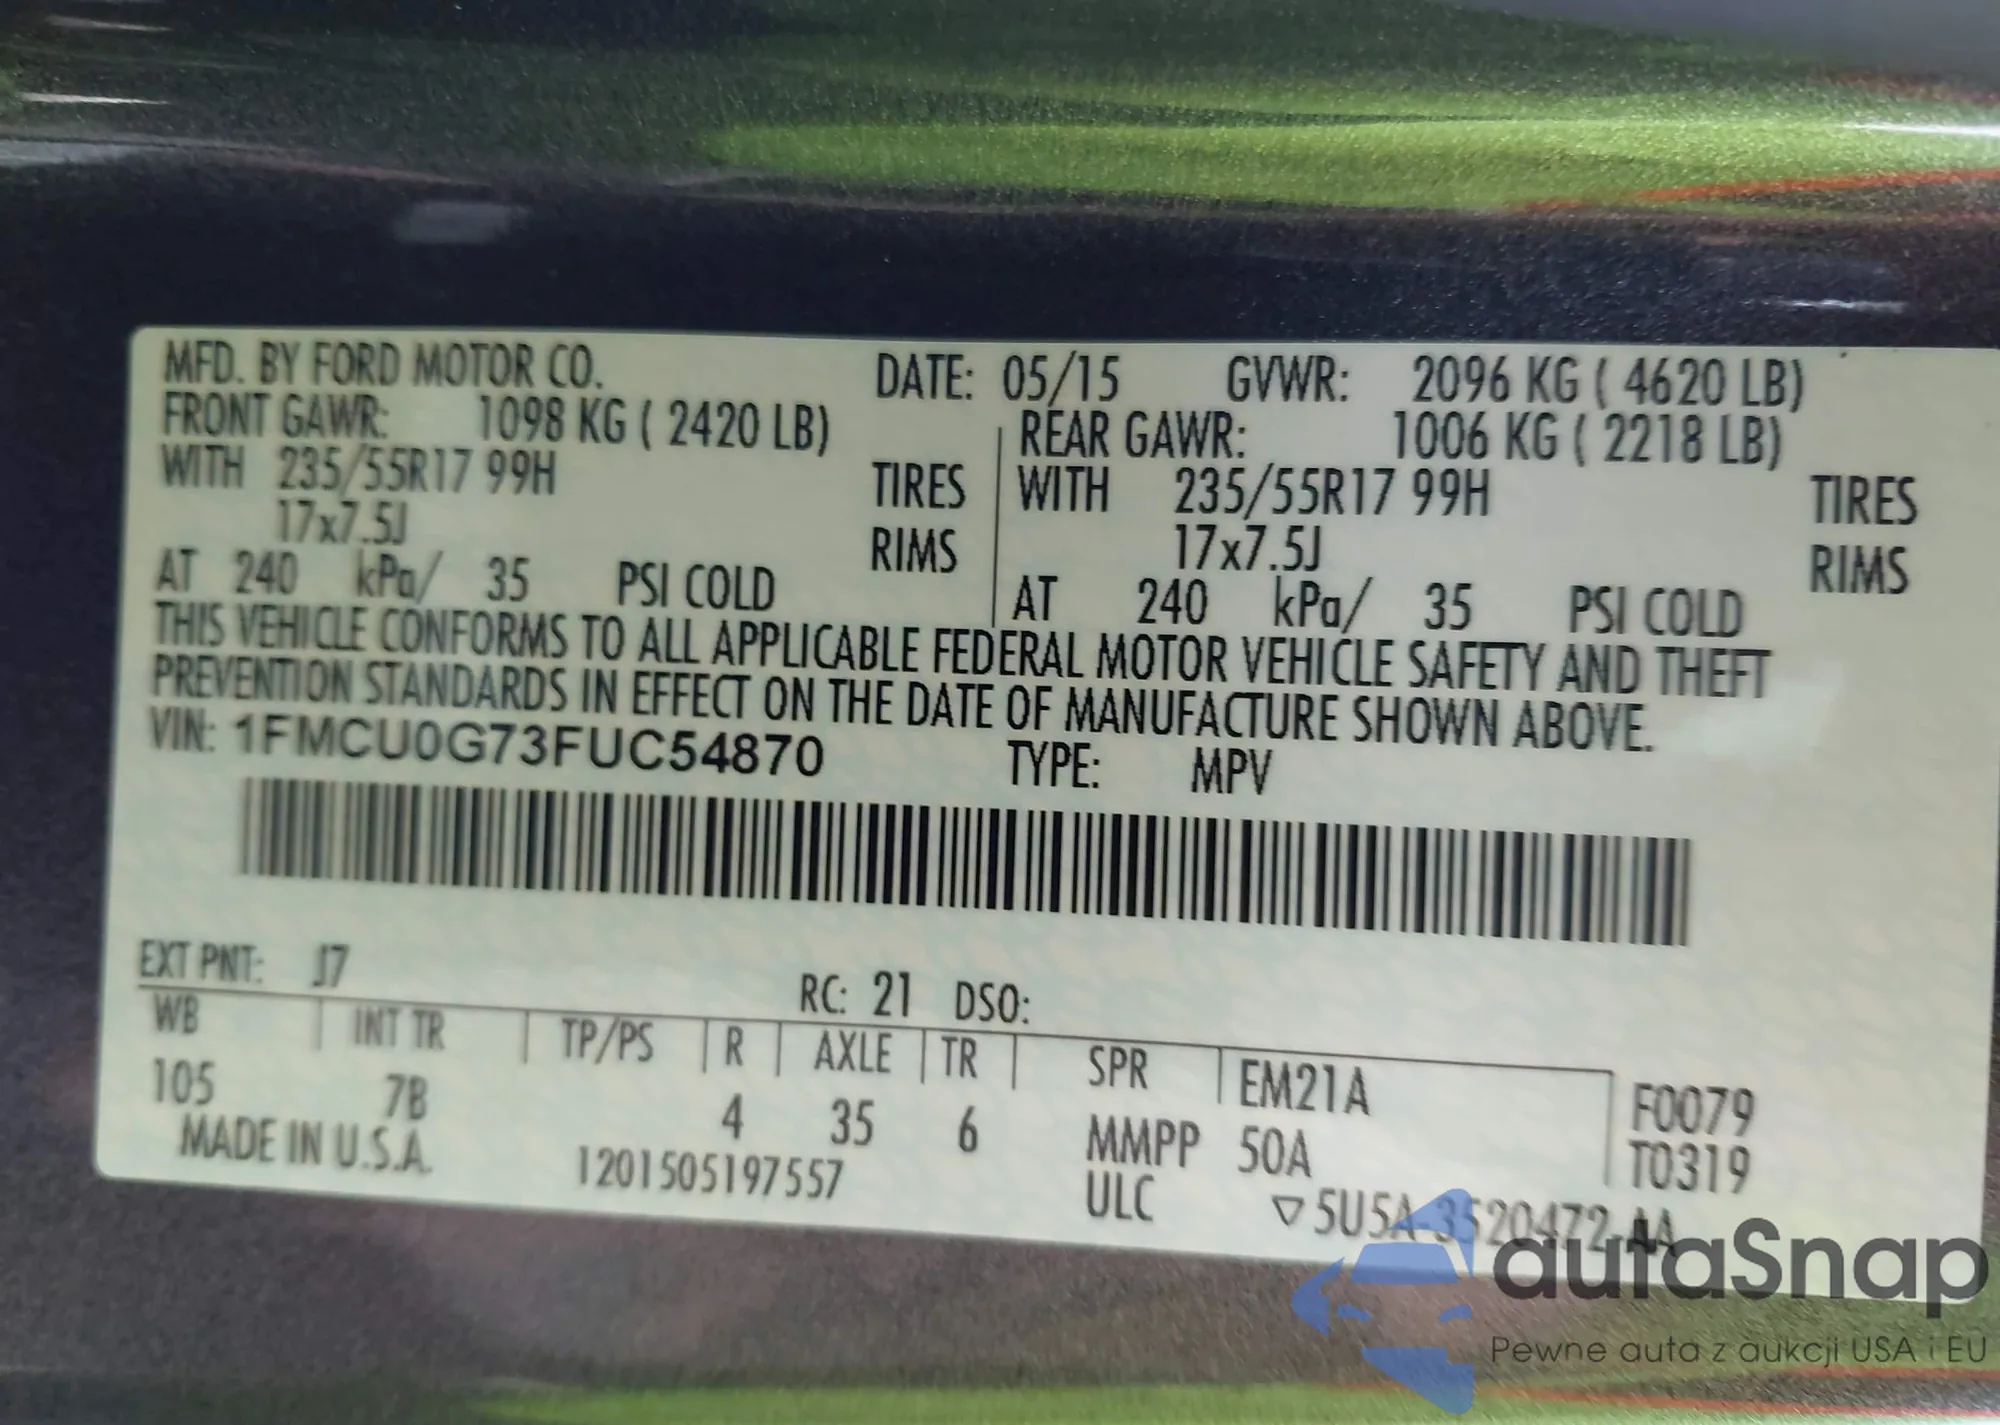 MFD. BY FORD MOTOR CO. DATE: 05/15 GVWR: 2096 KG ( 4620 LB)
FRONT GAWR: 1098 KG ( 2420 LB) REAR GAWR: 1006 KG ( 2218 LB)
WITH 235/55R17 99H TIRES WITH 235/55R17 99H TIRES
17x7.5J RIMS 17x7.5J RIMS
AT 240 kPa/ 35 PSI COLD AT 240 kPa/ 35 PSI COLD
THIS VEHICLE CONFORMS TO ALL APPLICABLE FEDERAL MOTOR VEHICLE SAFETY AND THEFT
PREVENTION STANDARDS IN EFFECT ON THE DATE OF MANUFACTURE SHOWN ABOVE.
VIN: 1FMCU0G73FUC54870 TYPE: MPV
EXT PNT: J7 RC: 21 DSO:
WB INT TR TP/PS R AXLE TR SPR EM21A F0079
105 7B 4 35 6 MMPP 50A T0319
MADE IN U.S.A. 1201505197557 ULC ▽5U5A-3520472-AA
autaSnap
Pewne auta z aukcji USA i EU